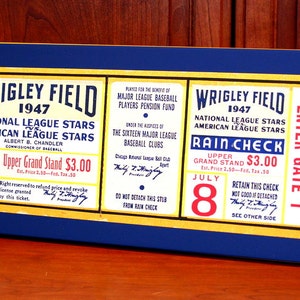 WRIGLEY FIELD
1947
NATIONAL LEAGUE STARS
VS.
AMERICAN LEAGUE STARS
ALBERT B. CHANDLER
COMMISSIONER OF BASEBALL
Upper Grand Stand $3.00
Est. Price 2.50—Fed. Tax .50
right reserved to refund price and revoke
license granted
by this ticket.
PLAYED FOR THE BENEFIT OF
MAJOR LEAGUE BASEBALL
PLAYERS PENSION FUND
UNDER THE AUSPICES OF
THE SIXTEEN MAJOR LEAGUE
BASEBALL CLUBS
Chicago National League Ball Club
DO NOT DETACH THIS STUB
FROM RAIN CHECK
WRIGLEY FIELD
1947
NATIONAL LEAGUE STARS
VS.
AMERICAN LEAGUE STARS
RAIN CHECK
UPPER
GRAND STAND $3.00
Est. Price 2.50—Fed. Tax .50
JULY
8
RETAIN THIS CHECK
NOT GOOD IF DETACHED
SEE OTHER SIDE